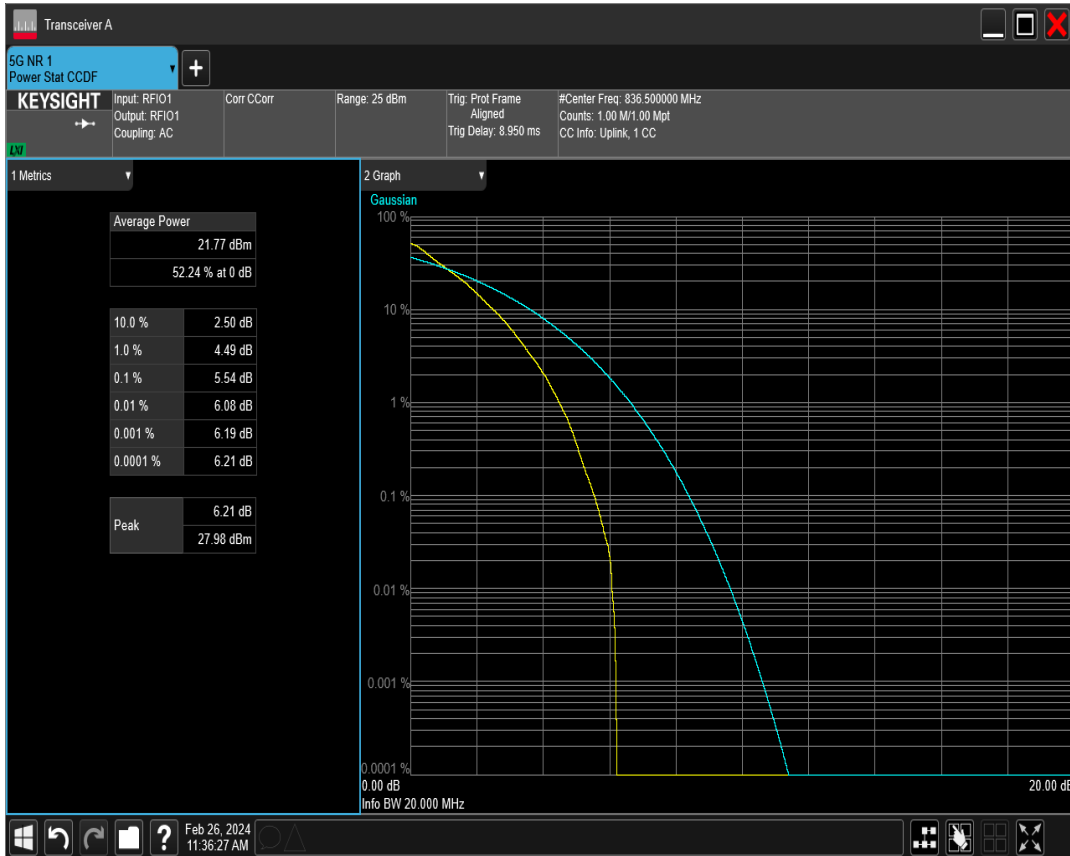 Transceiver A
5G NR 1
Power Stat CCDF
KEYSIGHT
LXI
Input: RFIO1
Output: RFIO1
Coupling: AC
Corr CCorr
Range: 25 dBm
Trig: Prot Frame
Aligned
Trig Delay: 8.950 ms
#Center Freq: 836.500000 MHz
Counts: 1.00 M/1.00 Mpt
CC Info: Uplink, 1 CC
1 Metrics
Average Power
21.77 dBm
52.24 % at 0 dB
10.0 % 2.50 dB
1.0 % 4.49 dB
0.1 % 5.54 dB
0.01 % 6.08 dB
0.001 % 6.19 dB
0.0001 % 6.21 dB
Peak
6.21 dB
27.98 dBm
2 Graph
Gaussian
100 %
10 %
1 %
0.1 %
0.01 %
0.001 %
0.0001 %
0.00 dB 20.00 dB
Info BW 20.000 MHz
?
Feb 26, 2024
11:36:27 AM